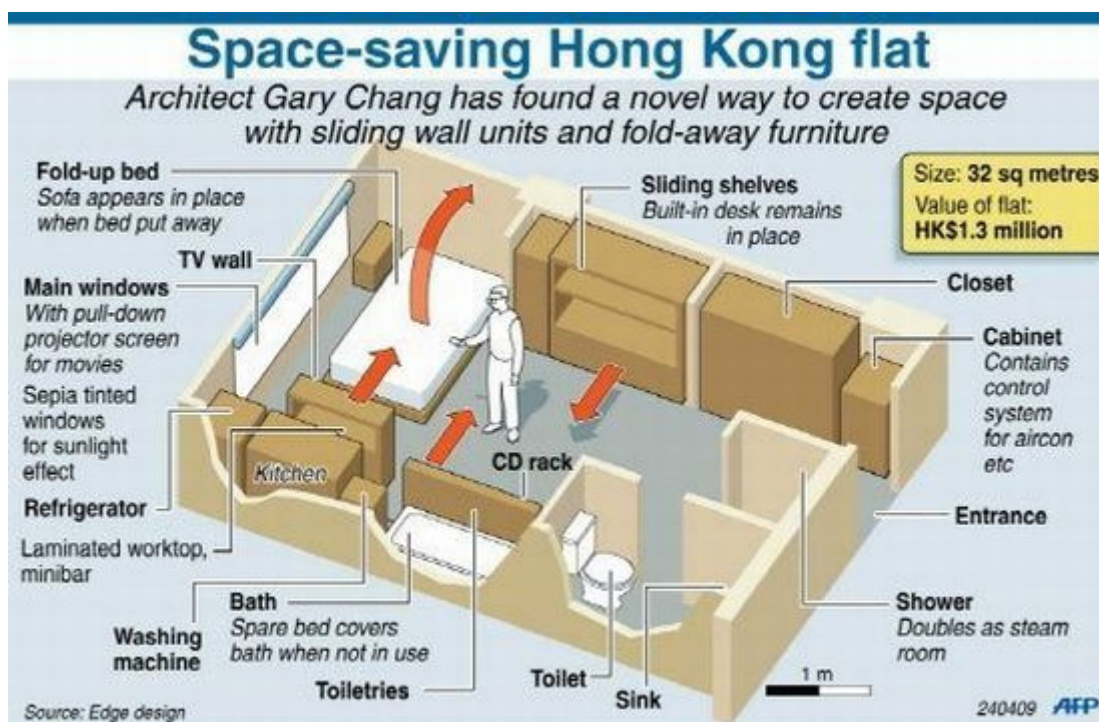 Space-saving Hong Kong flat
Architect Gary Chang has found a novel way to create space
with sliding wall units and fold-away furniture
Fold-up bed
Sofa appears in place
when bed put away
TV wall
Main windows
With pull-down
projector screen
for movies
Sepia tinted
windows
for sunlight
effect
Refrigerator
Laminated worktop,
minibar
Washing
machine
Kitchen
Bath
Spare bed covers
bath when not in use
Toiletries
CD rack
Toilet
Sink
Sliding shelves
Built-in desk remains
in place
Size: 32 sq metres
Value of flat:
HK$1.3 million
Closet
Cabinet
Contains
control
system
for aircon
etc
Entrance
Shower
Doubles as steam
room
1 m
Source: Edge design
240409 AFP